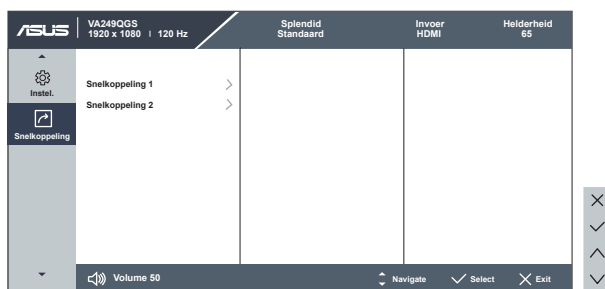 ASUS
VA249QGS
1920 x 1080 | 120 Hz
Splendid
Standaard
Invoer
HDMI
Helderheid
65
Instel.
Snelkoppeling
Snelkoppeling 1
Snelkoppeling 2
Volume 50
Navigate
Select
Exit